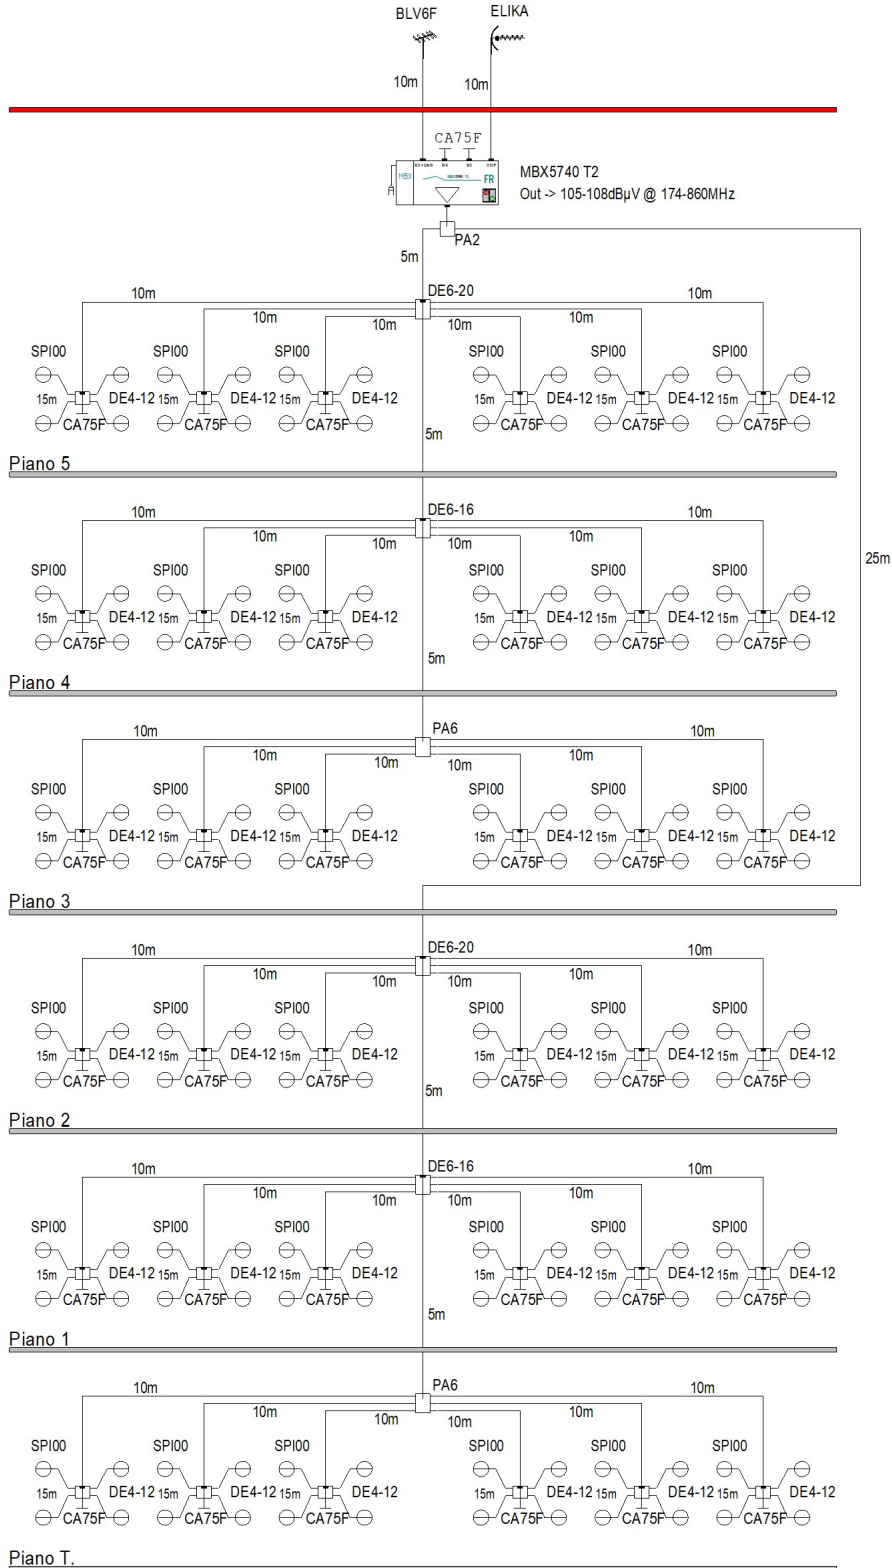 BLV6F ELIKA
10m 10m
CA75F
MBX FR
MBX5740 T2
Out -> 105-108dBµV @ 174-860MHz
PA2
5m
DE6-20
10m 10m
10m 10m
10m 10m
SPI00 SPI00 SPI00 SPI00 SPI00 SPI00
15m DE4-12 15m DE4-12 15m DE4-12 15m DE4-12 15m DE4-12 15m DE4-12
CA75F CA75F CA75F CA75F CA75F CA75F
5m
Piano 5
DE6-16
10m 10m
10m 10m
10m 10m
25m
SPI00 SPI00 SPI00 SPI00 SPI00 SPI00
15m DE4-12 15m DE4-12 15m DE4-12 15m DE4-12 15m DE4-12 15m DE4-12
CA75F CA75F CA75F CA75F CA75F CA75F
5m
Piano 4
PA6
10m 10m
10m 10m
10m 10m
SPI00 SPI00 SPI00 SPI00 SPI00 SPI00
15m DE4-12 15m DE4-12 15m DE4-12 15m DE4-12 15m DE4-12 15m DE4-12
CA75F CA75F CA75F CA75F CA75F CA75F
Piano 3
DE6-20
10m 10m
10m 10m
10m 10m
SPI00 SPI00 SPI00 SPI00 SPI00 SPI00
15m DE4-12 15m DE4-12 15m DE4-12 15m DE4-12 15m DE4-12 15m DE4-12
CA75F CA75F CA75F CA75F CA75F CA75F
5m
Piano 2
DE6-16
10m 10m
10m 10m
10m 10m
SPI00 SPI00 SPI00 SPI00 SPI00 SPI00
15m DE4-12 15m DE4-12 15m DE4-12 15m DE4-12 15m DE4-12 15m DE4-12
CA75F CA75F CA75F CA75F CA75F CA75F
5m
Piano 1
PA6
10m 10m
10m 10m
10m 10m
SPI00 SPI00 SPI00 SPI00 SPI00 SPI00
15m DE4-12 15m DE4-12 15m DE4-12 15m DE4-12 15m DE4-12 15m DE4-12
CA75F CA75F CA75F CA75F CA75F CA75F
Piano T.